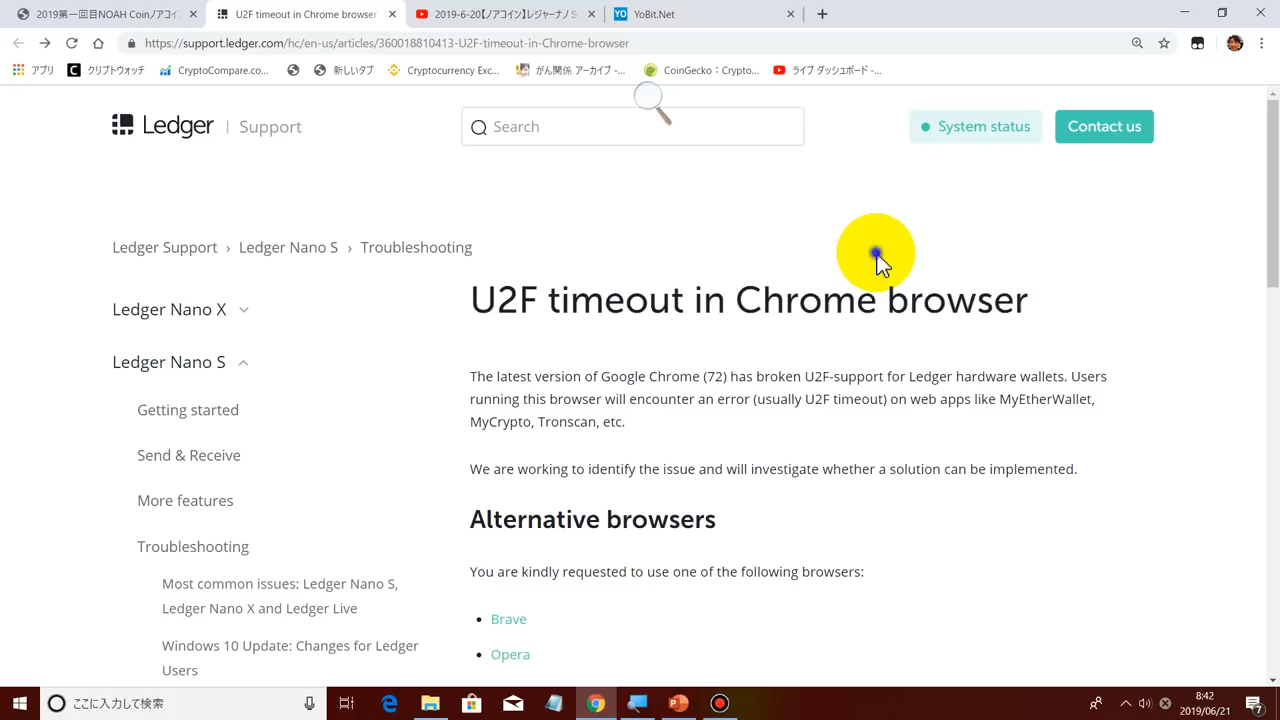 2019第一回目NOAH Coinノアコイ
U2F timeout in Chrome browser
2019-6-20【ノアコイン】レジャーナノ S
YoBit.Net
https://support.ledger.com/hc/en-us/articles/360018810413-U2F-timeout-in-Chrome-browser
アプリ
クリプトウォッチ
CryptoCompare.co...
新しいタブ
Cryptocurrency Exc...
がん関係 アーカイブ -...
CoinGecko：Crypto...
ライブ ダッシュボード -...
Ledger | Support
Search
System status
Contact us
Ledger Support › Ledger Nano S › Troubleshooting
Ledger Nano X
Ledger Nano S
Getting started
Send & Receive
More features
Troubleshooting
Most common issues: Ledger Nano S,
Ledger Nano X and Ledger Live
Windows 10 Update: Changes for Ledger
Users
U2F timeout in Chrome browser
The latest version of Google Chrome (72) has broken U2F-support for Ledger hardware wallets. Users
running this browser will encounter an error (usually U2F timeout) on web apps like MyEtherWallet,
MyCrypto, Tronscan, etc.
We are working to identify the issue and will investigate whether a solution can be implemented.
Alternative browsers
You are kindly requested to use one of the following browsers:
• Brave
• Opera
ここに入力して検索
8:42
2019/06/21
7